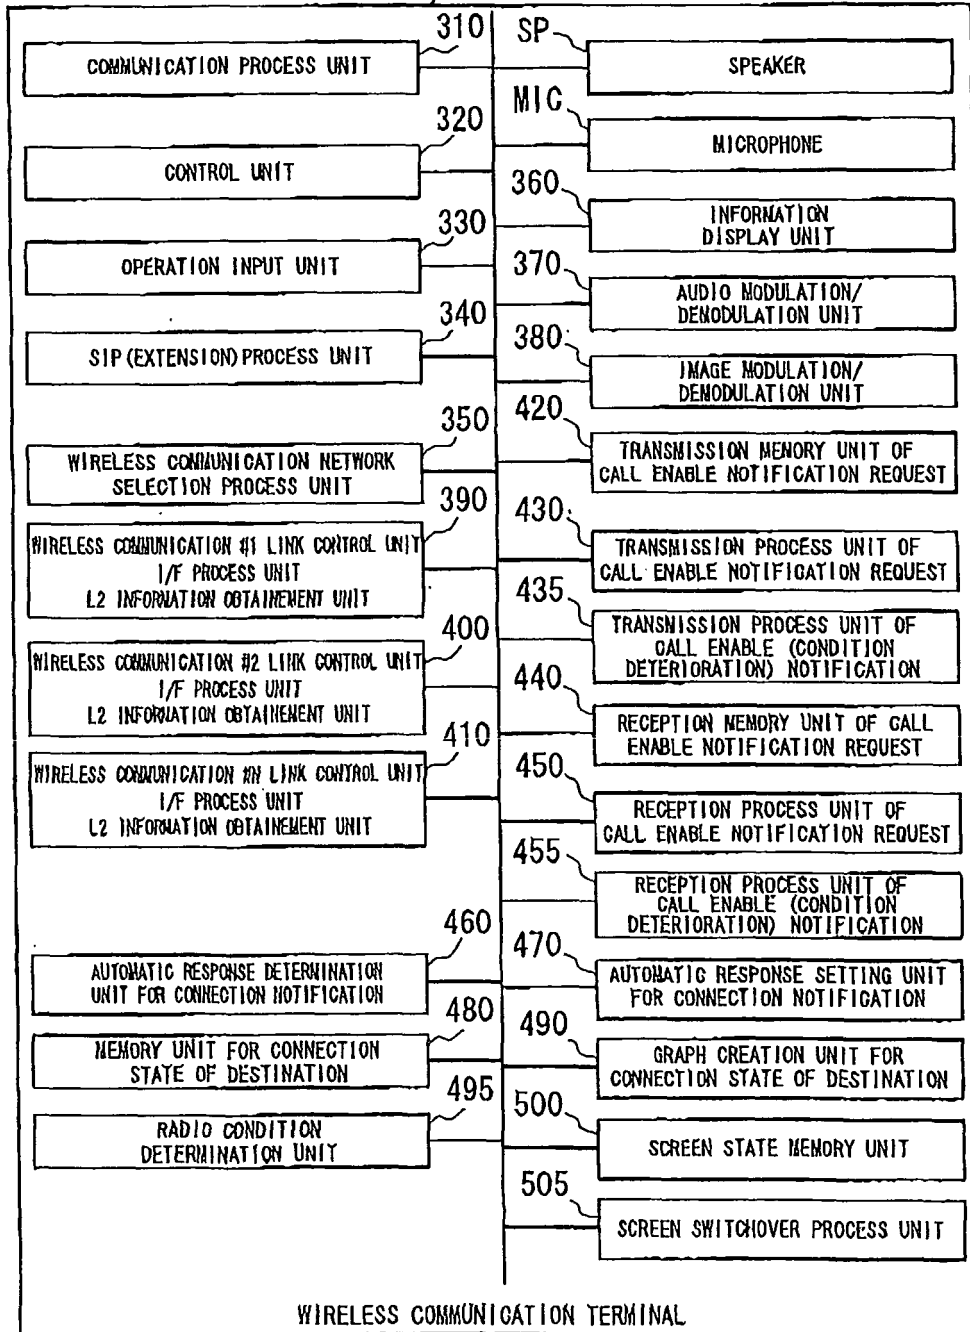 310
COMMUNICATION PROCESS UNIT
320
CONTROL UNIT
330
OPERATION INPUT UNIT
340
SIP (EXTENSION) PROCESS UNIT
350
WIRELESS COMMUNICATION NETWORK
SELECTION PROCESS UNIT
390
WIRELESS COMMUNICATION #1 LINK CONTROL UNIT
I/F PROCESS UNIT
L2 INFORMATION OBTAINEMENT UNIT
400
WIRELESS COMMUNICATION #2 LINK CONTROL UNIT
I/F PROCESS UNIT
L2 INFORMATION OBTAINEMENT UNIT
410
WIRELESS COMMUNICATION #N LINK CONTROL UNIT
I/F PROCESS UNIT
L2 INFORMATION OBTAINEMENT UNIT
460
AUTOMATIC RESPONSE DETERMINATION
UNIT FOR CONNECTION NOTIFICATION
480
MEMORY UNIT FOR CONNECTION
STATE OF DESTINATION
495
RADIO CONDITION
DETERMINATION UNIT
SP
SPEAKER
MIC
MICROPHONE
360
INFORMATION
DISPLAY UNIT
370
AUDIO MODULATION/
DEMODULATION UNIT
380
IMAGE MODULATION/
DEMODULATION UNIT
420
TRANSMISSION MEMORY UNIT OF
CALL ENABLE NOTIFICATION REQUEST
430
TRANSMISSION PROCESS UNIT OF
CALL ENABLE NOTIFICATION REQUEST
435
TRANSMISSION PROCESS UNIT OF
CALL ENABLE (CONDITION
DETERIORATION) NOTIFICATION
440
RECEPTION MEMORY UNIT OF CALL
ENABLE NOTIFICATION REQUEST
450
RECEPTION PROCESS UNIT OF
CALL ENABLE NOTIFICATION REQUEST
455
RECEPTION PROCESS UNIT OF
CALL ENABLE (CONDITION
DETERIORATION) NOTIFICATION
470
AUTOMATIC RESPONSE SETTING UNIT
FOR CONNECTION NOTIFICATION
490
GRAPH CREATION UNIT FOR
CONNECTION STATE OF DESTINATION
500
SCREEN STATE MEMORY UNIT
505
SCREEN SWITCHOVER PROCESS UNIT
WIRELESS COMMUNICATION TERMINAL